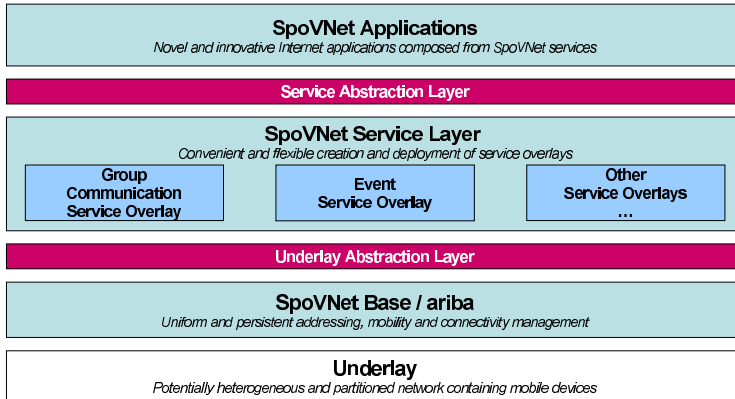 SpoVNet Applications
Novel and innovative Internet applications composed from SpoVNet services
Service Abstraction Layer
SpoVNet Service Layer
Convenient and flexible creation and deployment of service overlays
Group
Communication
Service Overlay
Event
Service Overlay
Other
Service Overlays
...
Underlay Abstraction Layer
SpoVNet Base / ariba
Uniform and persistent addressing, mobility and connectivity management
Underlay
Potentially heterogeneous and partitioned network containing mobile devices